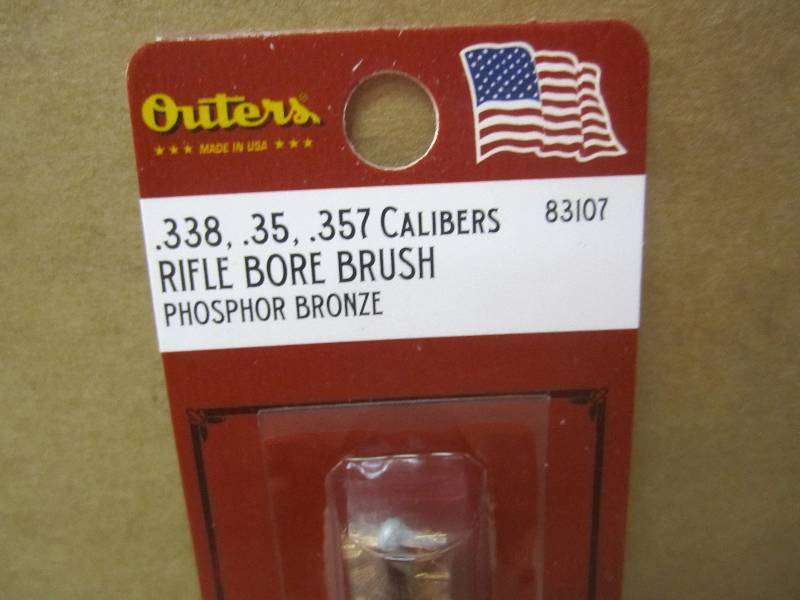 Outers®
★★★ MADE IN USA ★★★
.338, .35, .357 CALIBERS 83107
RIFLE BORE BRUSH
PHOSPHOR BRONZE